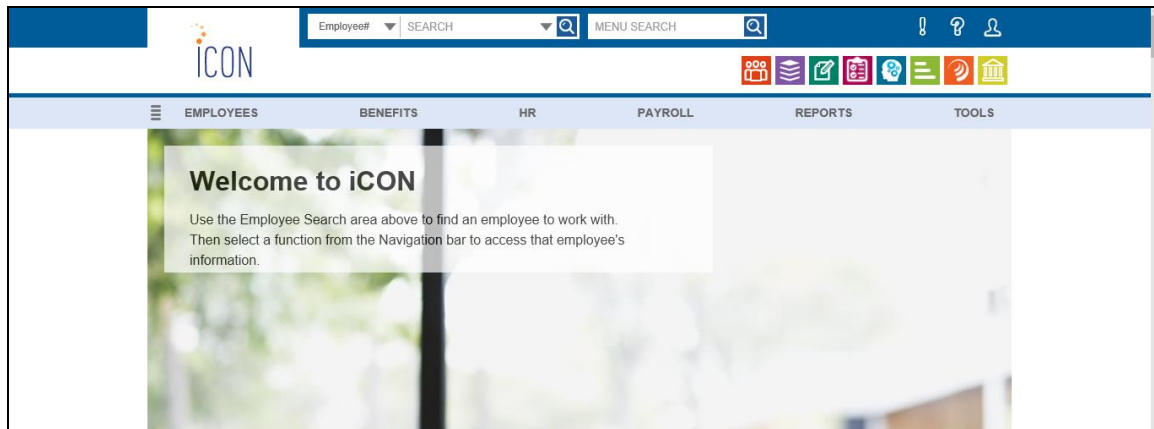 Employee# SEARCH MENU SEARCH
iCON
EMPLOYEES BENEFITS HR PAYROLL REPORTS TOOLS
Welcome to iCON
Use the Employee Search area above to find an employee to work with.
Then select a function from the Navigation bar to access that employee's
information.